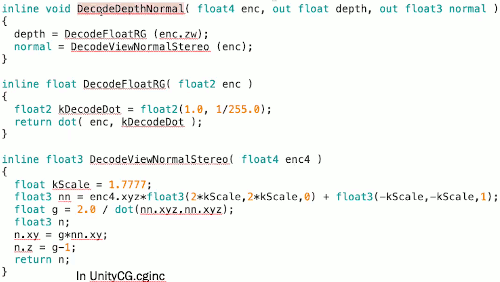 inline void DecodeDepthNormal( float4 enc, out float depth, out float3 normal )
{
depth = DecodeFloatRG (enc.zw);
normal = DecodeViewNormalStereo (enc);
}
inline float DecodeFloatRG( float2 enc )
{
float2 kDecodeDot = float2(1.0, 1/255.0);
return dot( enc, kDecodeDot );
}
inline float3 DecodeViewNormalStereo( float4 enc4 )
{
float kScale = 1.7777;
float3 nn = enc4.xyz*float3(2*kScale,2*kScale,0) + float3(-kScale,-kScale,1);
float g = 2.0 / dot(nn.xyz,nn.xyz);
float3 n;
n.xy = g*nn.xy;
n.z = g-1;
return n;
}
In UnityCG.cginc